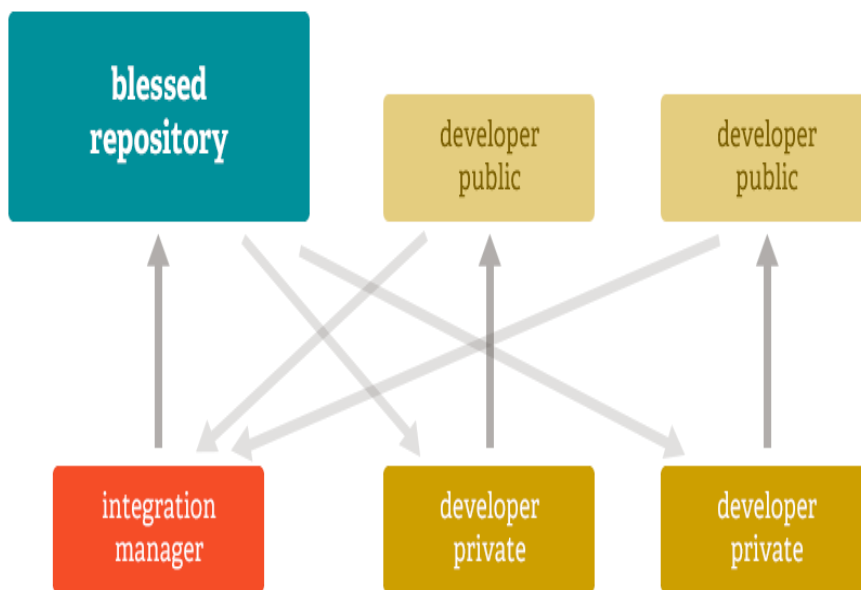 blessed
repository
developer
public
developer
public
integration
manager
developer
private
developer
private